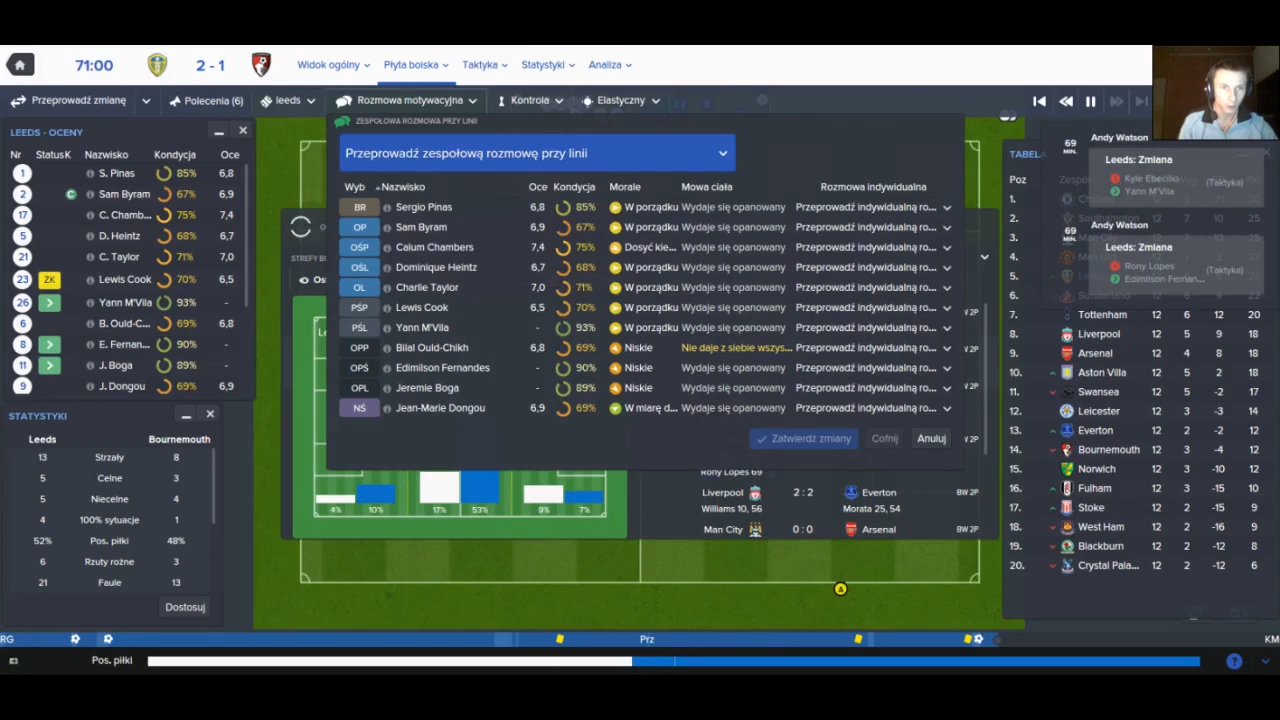 71:00
2 - 1
Widok ogólny
Płyta boiska
Taktyka
Statystyki
Analiza
Przeprowadź zmianę
Polecenia (6)
leeds
Rozmowa motywacyjna
Kontrola
Elastyczny
LEEDS - OCENY
Nr StatusK Nazwisko Kondycja Oce
1 S. Pinas 85% 6,8
2 C Sam Byram 67% 6,9
17 C. Chamb... 75% 7,4
5 D. Heintz 68% 6,7
21 C. Taylor 71% 7,0
23 ZK Lewis Cook 70% 6,5
26 Yann M'Vila 93% -
6 B. Ould-C... 69% 6,8
8 E. Fernan... 90% -
11 J. Boga 89% -
9 J. Dongou 69% 6,9
STATYSTYKI
Leeds Bournemouth
13 Strzały 8
5 Celne 3
5 Niecelne 4
4 100% sytuacje 1
52% Pos. piłki 48%
6 Rzuty rożne 3
21 Faule 13
Dostosuj
ZESPOŁOWA ROZMOWA PRZY LINII
Przeprowadź zespołową rozmowę przy linii
Wyb Nazwisko Oce Kondycja Morale Mowa ciała Rozmowa indywidualna
BR Sergio Pinas 6,8 85% W porządku Wydaje się opanowany Przeprowadź indywidualną ro...
OP Sam Byram 6,9 67% W porządku Wydaje się opanowany Przeprowadź indywidualną ro...
OŚP Calum Chambers 7,4 75% Dosyć kie... Wydaje się opanowany Przeprowadź indywidualną ro...
OŚL Dominique Heintz 6,7 68% W porządku Wydaje się opanowany Przeprowadź indywidualną ro...
OL Charlie Taylor 7,0 71% W porządku Wydaje się opanowany Przeprowadź indywidualną ro...
PŚP Lewis Cook 6,5 70% W porządku Wydaje się opanowany Przeprowadź indywidualną ro...
PŚL Yann M'Vila - 93% W porządku Wydaje się opanowany Przeprowadź indywidualną ro...
OPP Bilal Ould-Chikh 6,8 69% Niskie Nie daje z siebie wszys... Przeprowadź indywidualną ro...
OPŚ Edimilson Fernandes - 90% Niskie Wydaje się opanowany Przeprowadź indywidualną ro...
OPL Jeremie Boga - 89% Niskie Wydaje się opanowany Przeprowadź indywidualną ro...
NŚ Jean-Marie Dongou 6,9 69% W miarę d... Wydaje się opanowany Przeprowadź indywidualną ro...
Zatwierdź zmiany
Cofnij
Anuluj
STREFY
4% 10% 17% 53% 9% 7%
Rony Lopes 69
Liverpool 2:2 Everton BW 2P
Williams 10, 56 Morata 25, 54
Man City 0:0 Arsenal BW 2P
69 MIN.
Andy Watson
Leeds: Zmiana
Kyle Ebecilio
Yann M'Vila
(Taktyka)
69 MIN.
Andy Watson
Leeds: Zmiana
Rony Lopes
Edimilson Fernan...
(Taktyka)
Poz
1.
2.
3.
4.
5.
6. Sunderland
7. Tottenham 12 6 12 20
8. Liverpool 12 5 9 18
9. Arsenal 12 4 8 18
10. Aston Villa 12 5 2 18
11. Swansea 12 5 -2 17
12. Leicester 12 3 -3 14
13. Everton 12 2 -2 12
14. Bournemouth 12 3 -4 12
15. Norwich 12 3 -10 12
16. Fulham 12 3 -15 10
17. Stoke 12 2 -15 10
18. West Ham 12 2 -16 9
19. Blackburn 12 2 -12 8
20. Crystal Pala... 12 2 -12 6
RG
Prz
KM
Pos. piłki